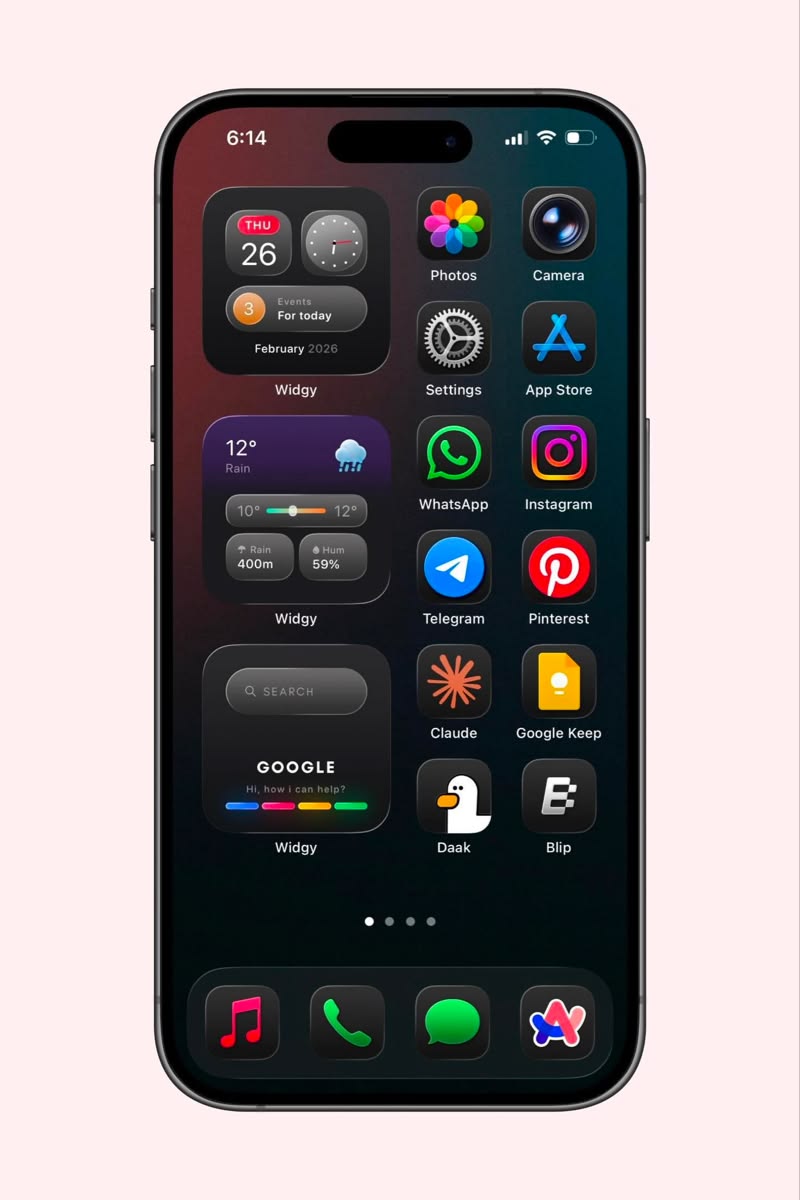 6:14
THU
26
3
Events
For today
February 2026
Widgy
Photos
Camera
Settings
App Store
12°
Rain
10°
12°
Rain
400m
Hum
59%
Widgy
WhatsApp
Instagram
Telegram
Pinterest
SEARCH
GOOGLE
Hi, how i can help?
Widgy
Claude
Google Keep
Daak
Blip